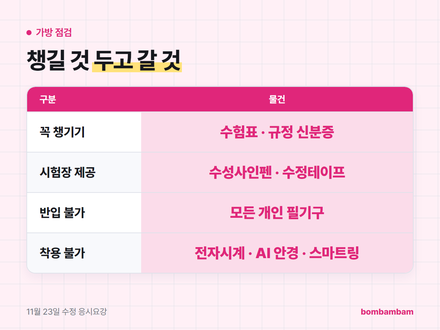 가방 점검
챙길 것 두고 갈 것
구분 물건
꼭 챙기기 수험표 · 규정 신분증
시험장 제공 수성사인펜 · 수정테이프
반입 불가 모든 개인 필기구
착용 불가 전자시계 · AI 안경 · 스마트링
11월 23일 수정 응시요강 bombambam